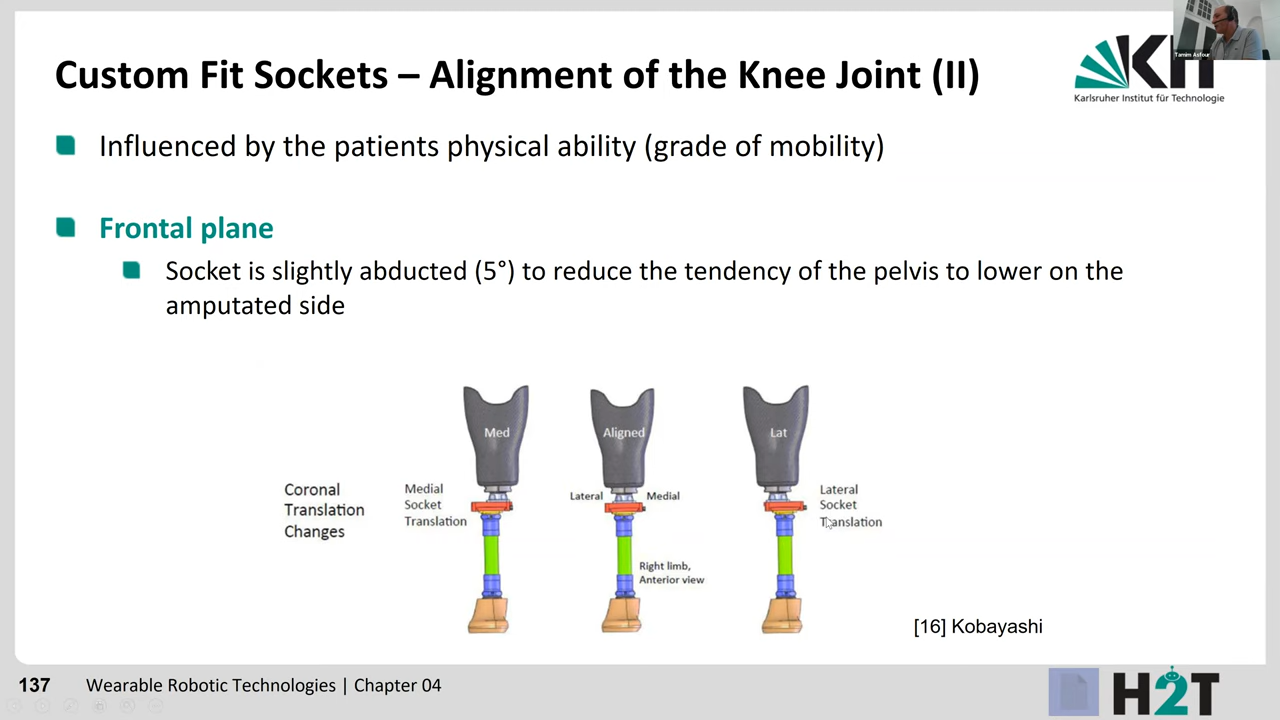 Custom Fit Sockets – Alignment of the Knee Joint (II)
Tamim Asfour
KIT
Karlsruher Institut für Technologie
Influenced by the patients physical ability (grade of mobility)
Frontal plane
Socket is slightly abducted (5°) to reduce the tendency of the pelvis to lower on the
amputated side
Med
Aligned
Lat
Coronal
Translation
Changes
Medial
Socket
Translation
Lateral
Medial
Lateral
Socket
Translation
Right limb,
Anterior view
[16] Kobayashi
137
Wearable Robotic Technologies | Chapter 04
H2T